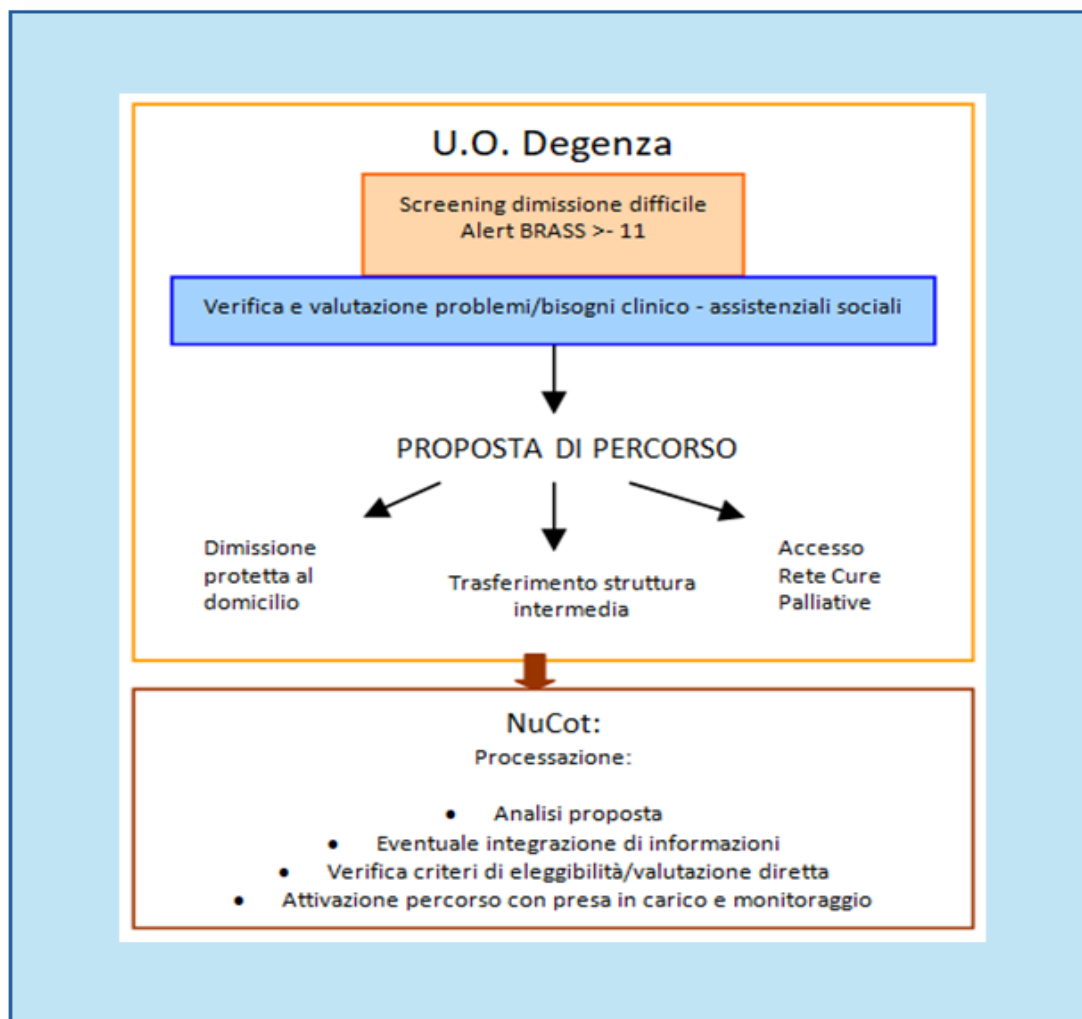 U.O. Degenza
Screening dimissione difficile
Alert BRASS >- 11
Verifica e valutazione problemi/bisogni clinico - assistenziali sociali
PROPOSTA DI PERCORSO
Dimissione
protetta al
domicilio
Trasferimento struttura
intermedia
Accesso
Rete Cure
Palliative
NuCot:
Processazione:
• Analisi proposta
• Eventuale integrazione di informazioni
• Verifica criteri di eleggibilità/valutazione diretta
• Attivazione percorso con presa in carico e monitoraggio